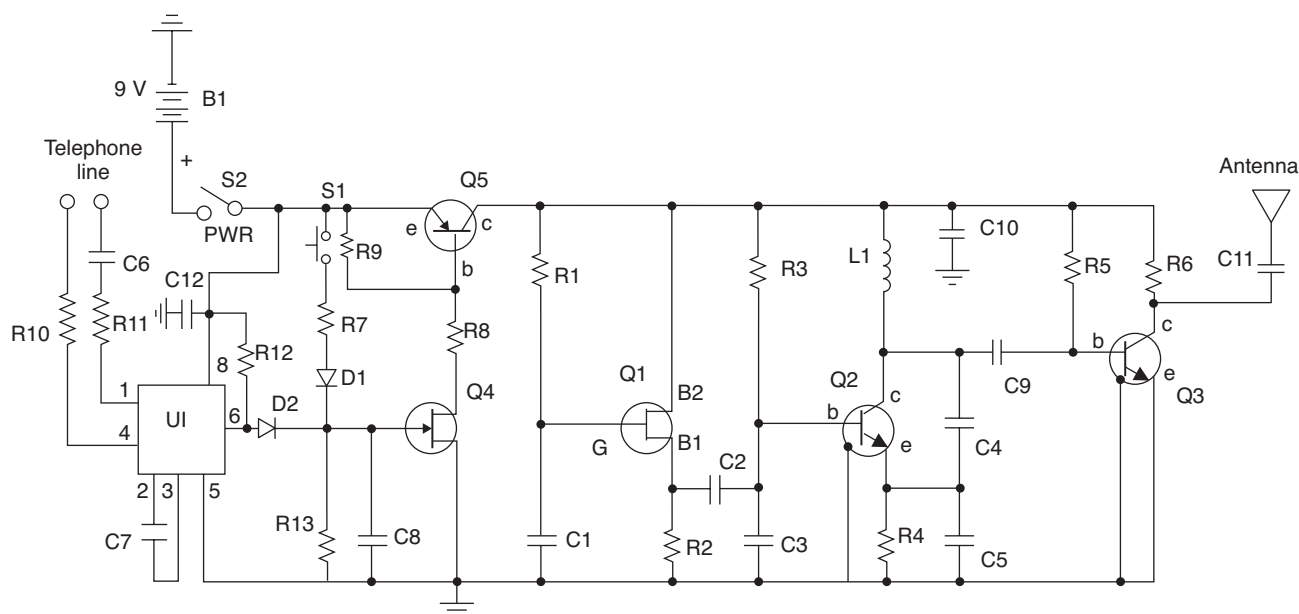 9 V
B1
+
Telephone
line
S2
PWR
S1
Q5
e
c
b
Antenna
C6
C12
R9
R1
R3
L1
C10
R5
R6
C11
R10
R11
R12
R7
R8
8
1
4
UI
6
D2
D1
Q4
Q1
B2
B1
G
C2
Q2
b
c
e
C9
C4
b
c
e
Q3
2
3
5
C7
R13
C8
C1
R2
C3
R4
C5